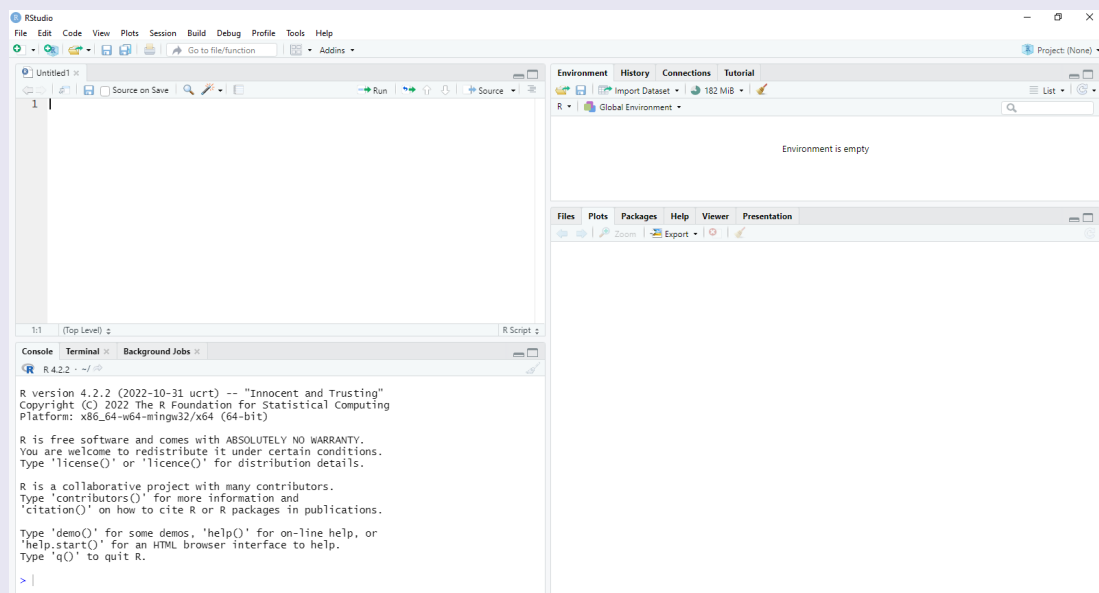 RStudio
File Edit Code View Plots Session Build Debug Profile Tools Help
Go to file/function Addins Project: (None)
Untitled1
Source on Save Run Source
1
1:1 (Top Level) R Script
Console Terminal Background Jobs
R 4.2.2 · ~/
R version 4.2.2 (2022-10-31 ucrt) -- "Innocent and Trusting"
Copyright (C) 2022 The R Foundation for Statistical Computing
Platform: x86_64-w64-mingw32/x64 (64-bit)
R is free software and comes with ABSOLUTELY NO WARRANTY.
You are welcome to redistribute it under certain conditions.
Type 'license()' or 'licence()' for distribution details.
R is a collaborative project with many contributors.
Type 'contributors()' for more information and
'citation()' on how to cite R or R packages in publications.
Type 'demo()' for some demos, 'help()' for on-line help, or
'help.start()' for an HTML browser interface to help.
Type 'q()' to quit R.
>
Environment History Connections Tutorial
Import Dataset 182 MiB List
R Global Environment
Environment is empty
Files Plots Packages Help Viewer Presentation
Zoom Export